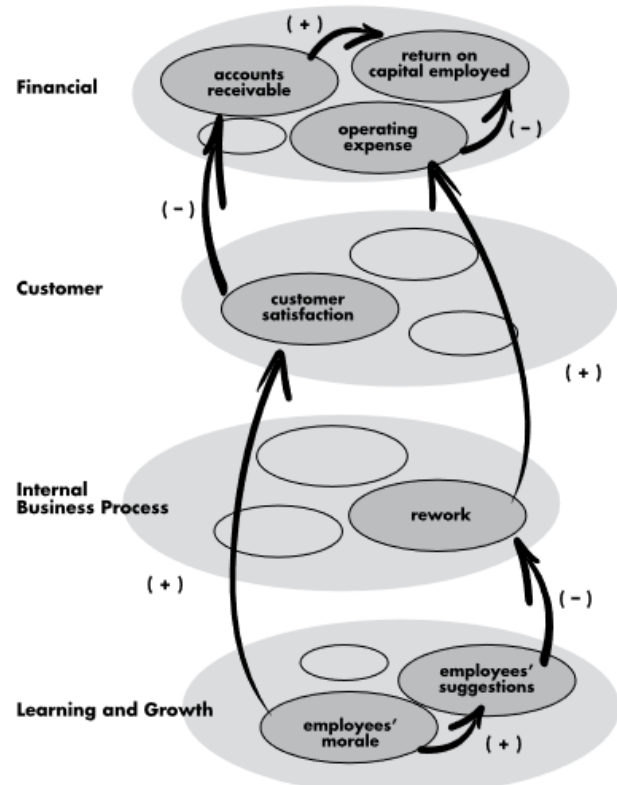 ( + )
return on
capital employed
accounts
receivable
Financial
operating
expense
( - )
( - )
Customer
customer
satisfaction
( + )
Internal
Business Process
rework
( + )
( - )
employees'
suggestions
Learning and Growth
employees'
morale
( + )